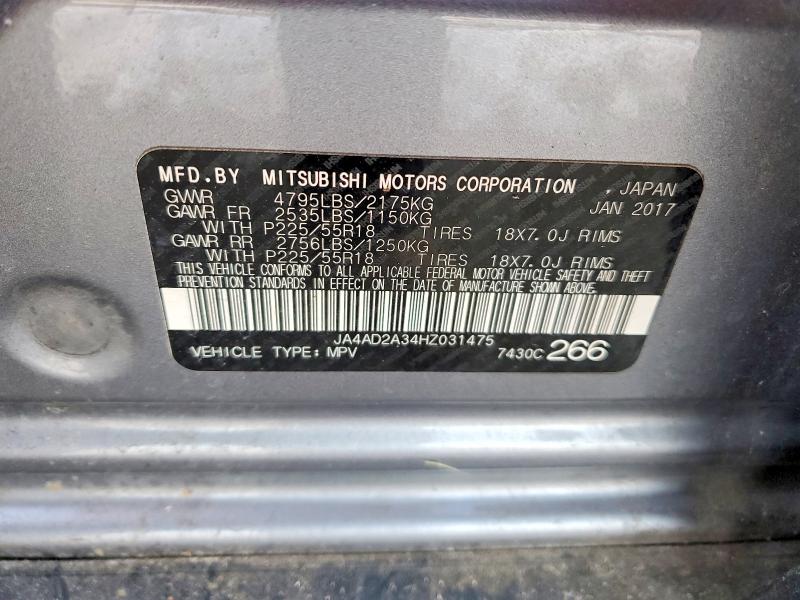 MFD.BY MITSUBISHI MOTORS CORPORATION , JAPAN
GVWR 4795LBS/2175KG JAN 2017
GAWR FR 2535LBS/1150KG
WITH P225/55R18 TIRES 18X7.0J RIMS
GAWR RR 2756LBS/1250KG
WITH P225/55R18 TIRES 18X7.0J RIMS
THIS VEHICLE CONFORMS TO ALL APPLICABLE FEDERAL MOTOR VEHICLE SAFETY AND THEFT
PREVENTION STANDARDS IN EFFECT ON THE DATE OF MANUFACTURE SHOWN ABOVE.
JA4AD2A34HZ031475
VEHICLE TYPE: MPV 7430C 266